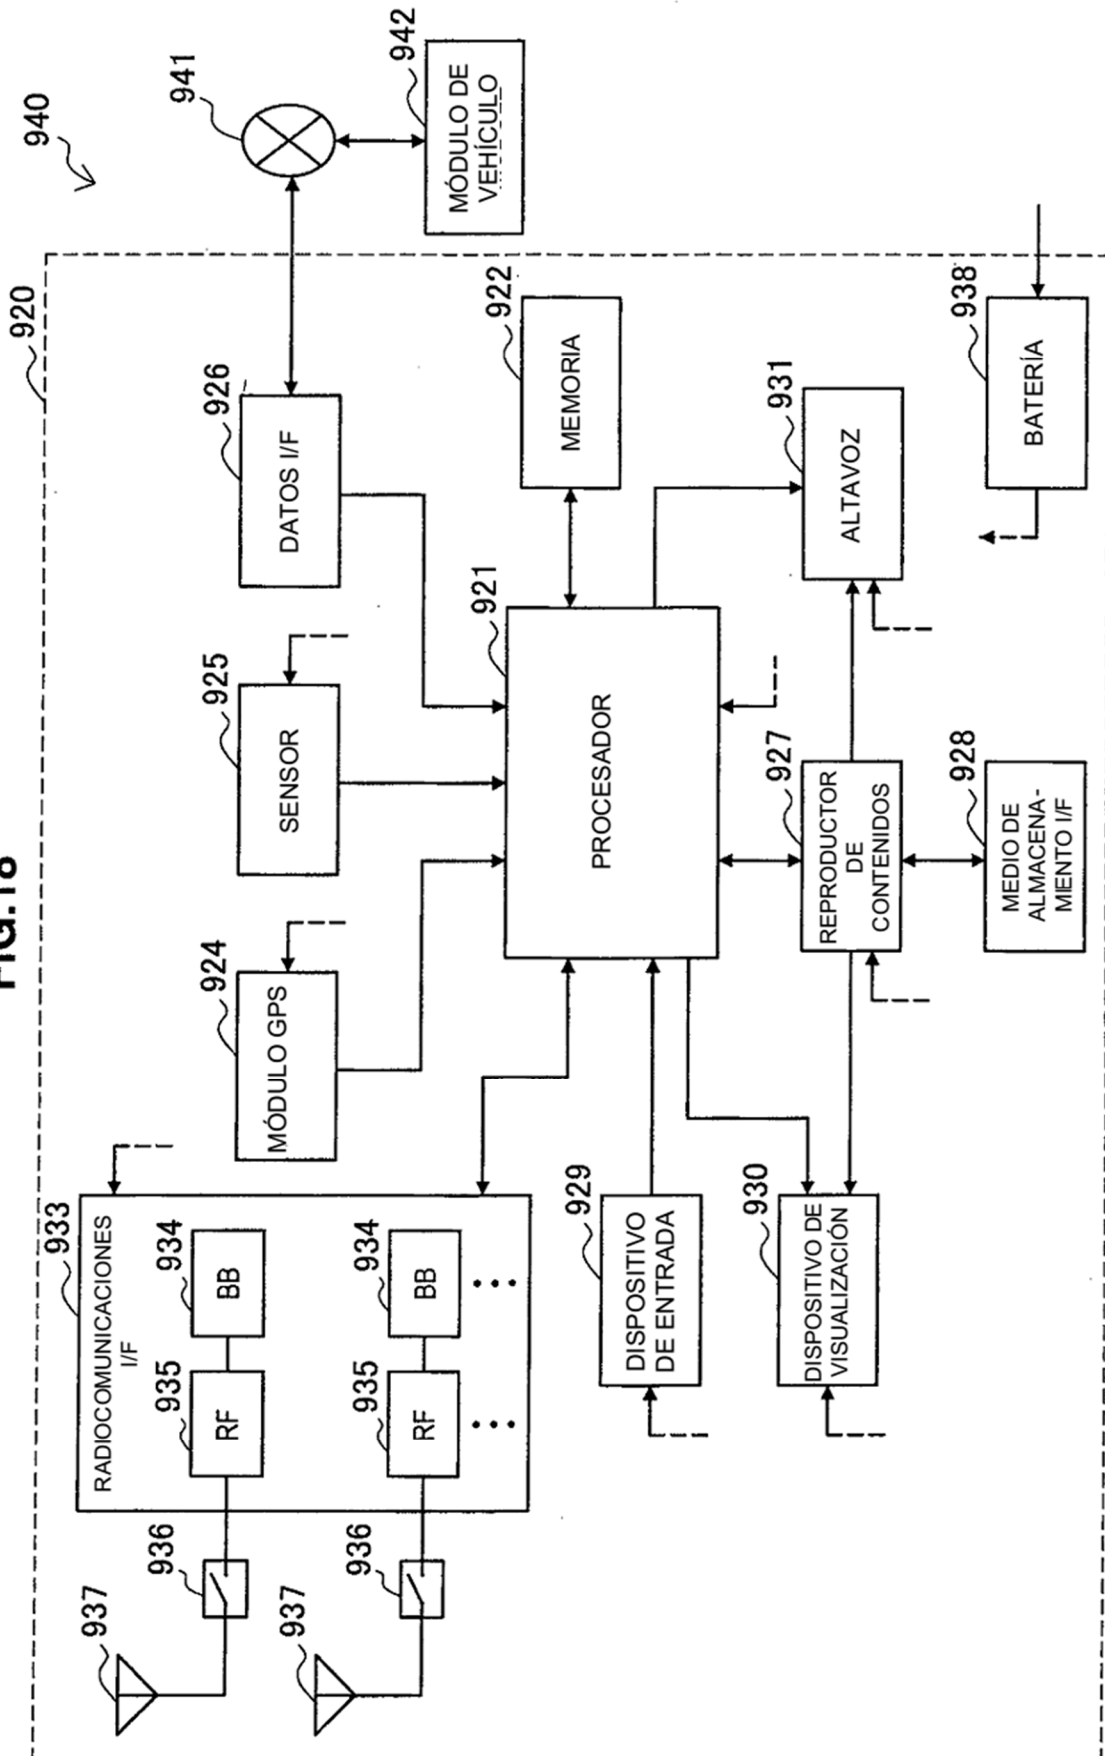 FIG.18
940
920
941
942
MÓDULO DE
VEHÍCULO
933
RADIOCOMUNICACIONES
I/F
937
936
935
RF
934
BB
937
936
935
RF
934
BB
924
MÓDULO GPS
925
SENSOR
926
DATOS I/F
921
PROCESADOR
922
MEMORIA
929
DISPOSITIVO
DE ENTRADA
930
DISPOSITIVO DE
VISUALIZACIÓN
927
REPRODUCTOR
DE
CONTENIDOS
928
MEDIO DE
ALMACENA-
MIENTO I/F
931
ALTAVOZ
938
BATERÍA